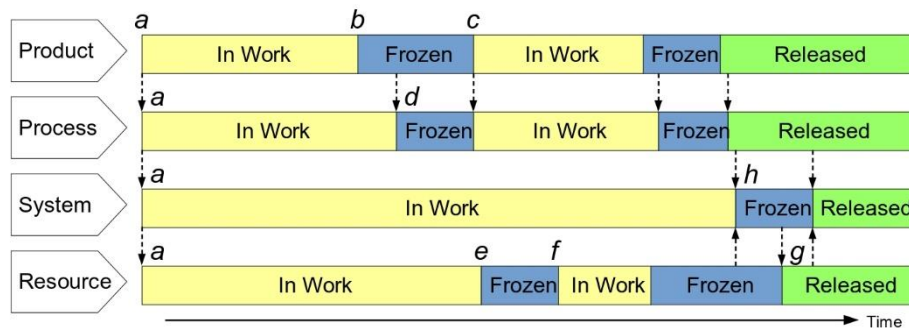 a b c
Product In Work Frozen In Work Frozen Released
a d
Process In Work Frozen In Work Frozen Released
a h
System In Work Frozen Released
a e f g
Resource In Work Frozen In Work Frozen Released
Time